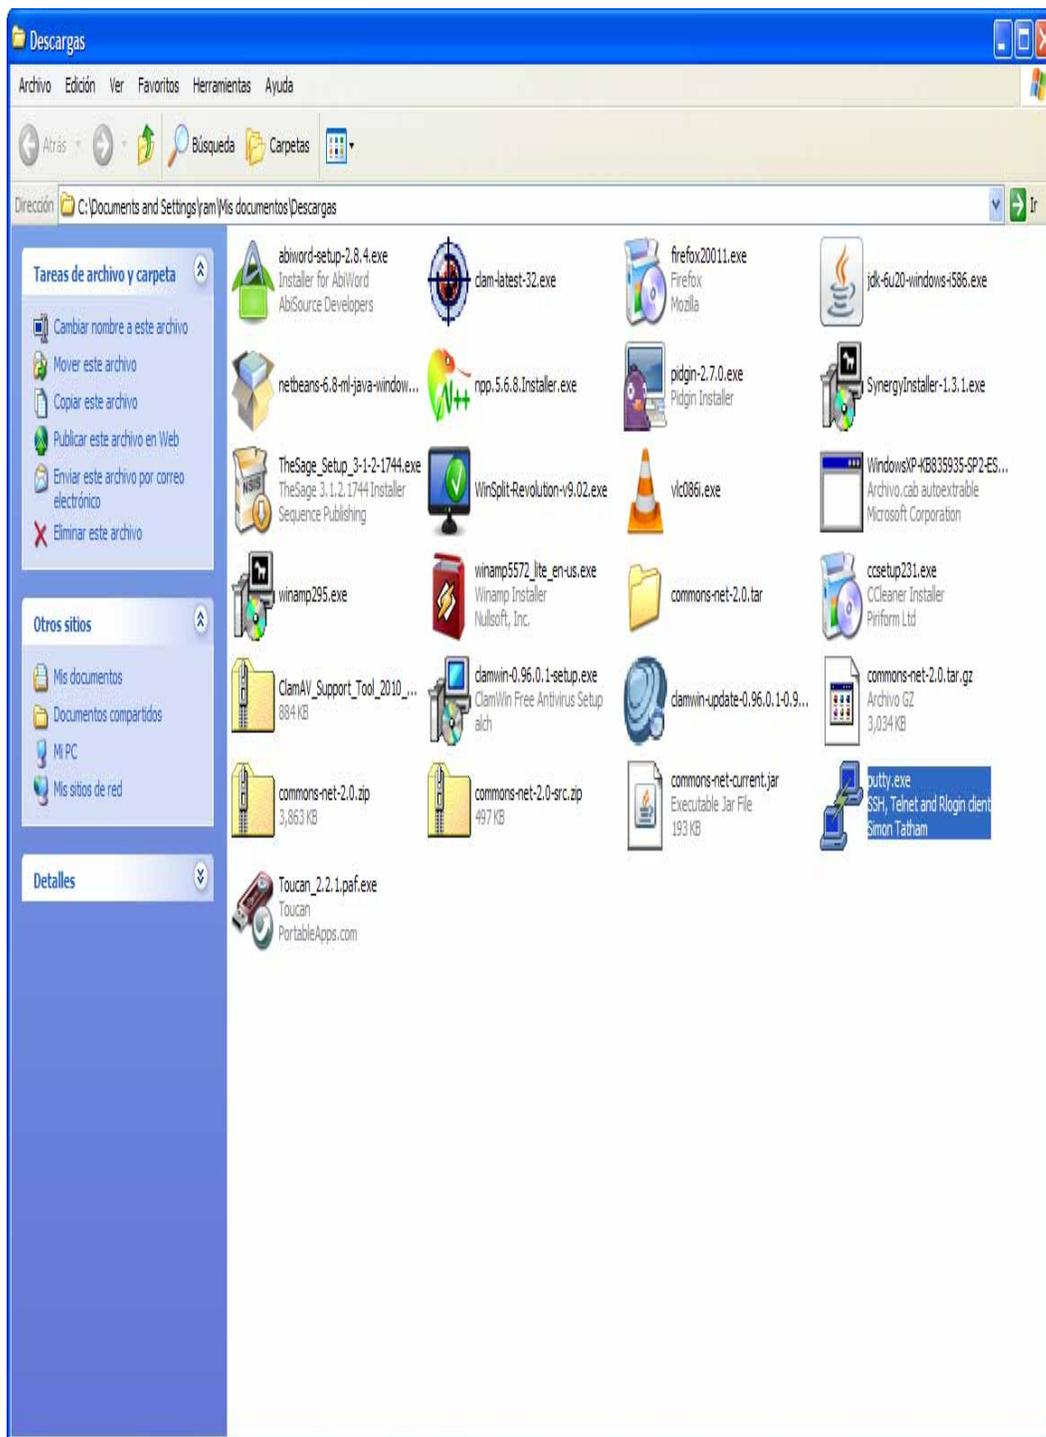 Descargas
Archivo Edición Ver Favoritos Herramientas Ayuda
Atrás Búsqueda Carpetas
Dirección C:\Documents and Settings\ram\Mis documentos\Descargas Ir
Tareas de archivo y carpeta
Cambiar nombre a este archivo
Mover este archivo
Copiar este archivo
Publicar este archivo en Web
Enviar este archivo por correo
electrónico
Eliminar este archivo
Otros sitios
Mis documentos
Documentos compartidos
Mi PC
Mis sitios de red
Detalles
abiword-setup-2.8.4.exe
Installer for AbiWord
AbiSource Developers
clam-latest-32.exe
firefox20011.exe
Firefox
Mozilla
jdk-6u20-windows-i586.exe
netbeans-6.8-ml-java-window...
N++
npp.5.6.8.Installer.exe
pidgin-2.7.0.exe
Pidgin Installer
SynergyInstaller-1.3.1.exe
NSIS
TheSage_Setup_3-1-2-1744.exe
TheSage 3.1.2.1744 Installer
Sequence Publishing
WinSplit-Revolution-v9.02.exe
vlc086i.exe
WindowsXP-KB835935-SP2-ES...
Archivo.cab autoextraible
Microsoft Corporation
winamp295.exe
winamp5572_lite_en-us.exe
Winamp Installer
Nullsoft, Inc.
commons-net-2.0.tar
ccsetup231.exe
CCleaner Installer
Piriform Ltd
ClamAV_Support_Tool_2010_...
884 KB
clamwin-0.96.0.1-setup.exe
ClamWin Free Antivirus Setup
alch
clamwin-update-0.96.0.1-0.9...
commons-net-2.0.tar.gz
Archivo GZ
3,034 KB
commons-net-2.0.zip
3,863 KB
commons-net-2.0-src.zip
497 KB
commons-net-current.jar
Executable Jar File
193 KB
putty.exe
SSH, Telnet and Rlogin client
Simon Tatham
Toucan_2.2.1.paf.exe
Toucan
PortableApps.com